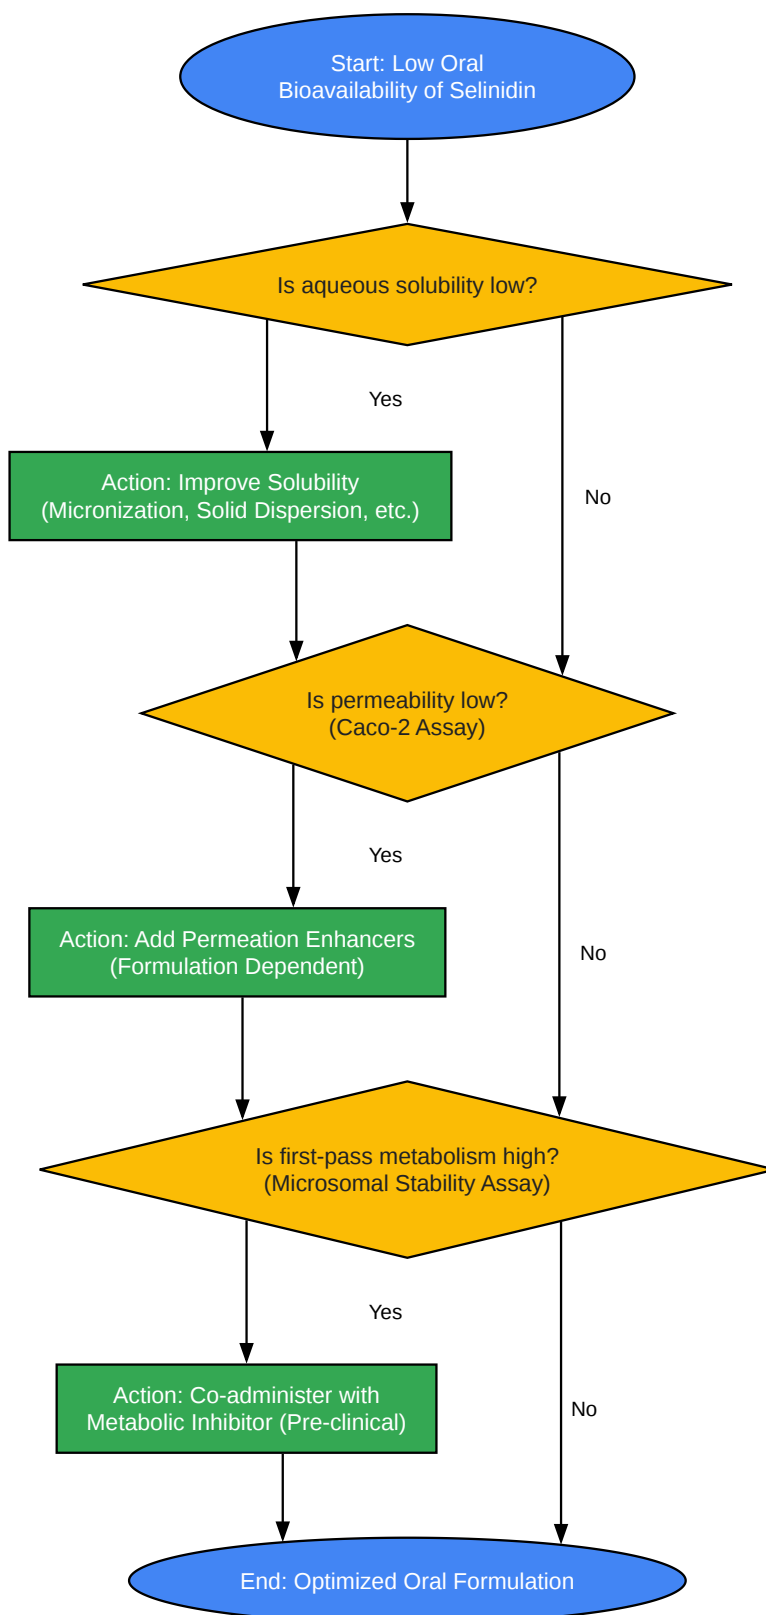 Start: Low Oral
Bioavailability of Selinidin
Is aqueous solubility low?
Yes
Action: Improve Solubility
(Micronization, Solid Dispersion, etc.)
No
Is permeability low?
(Caco-2 Assay)
Yes
Action: Add Permeation Enhancers
(Formulation Dependent)
No
Is first-pass metabolism high?
(Microsomal Stability Assay)
Yes
Action: Co-administer with
Metabolic Inhibitor (Pre-clinical)
No
End: Optimized Oral Formulation